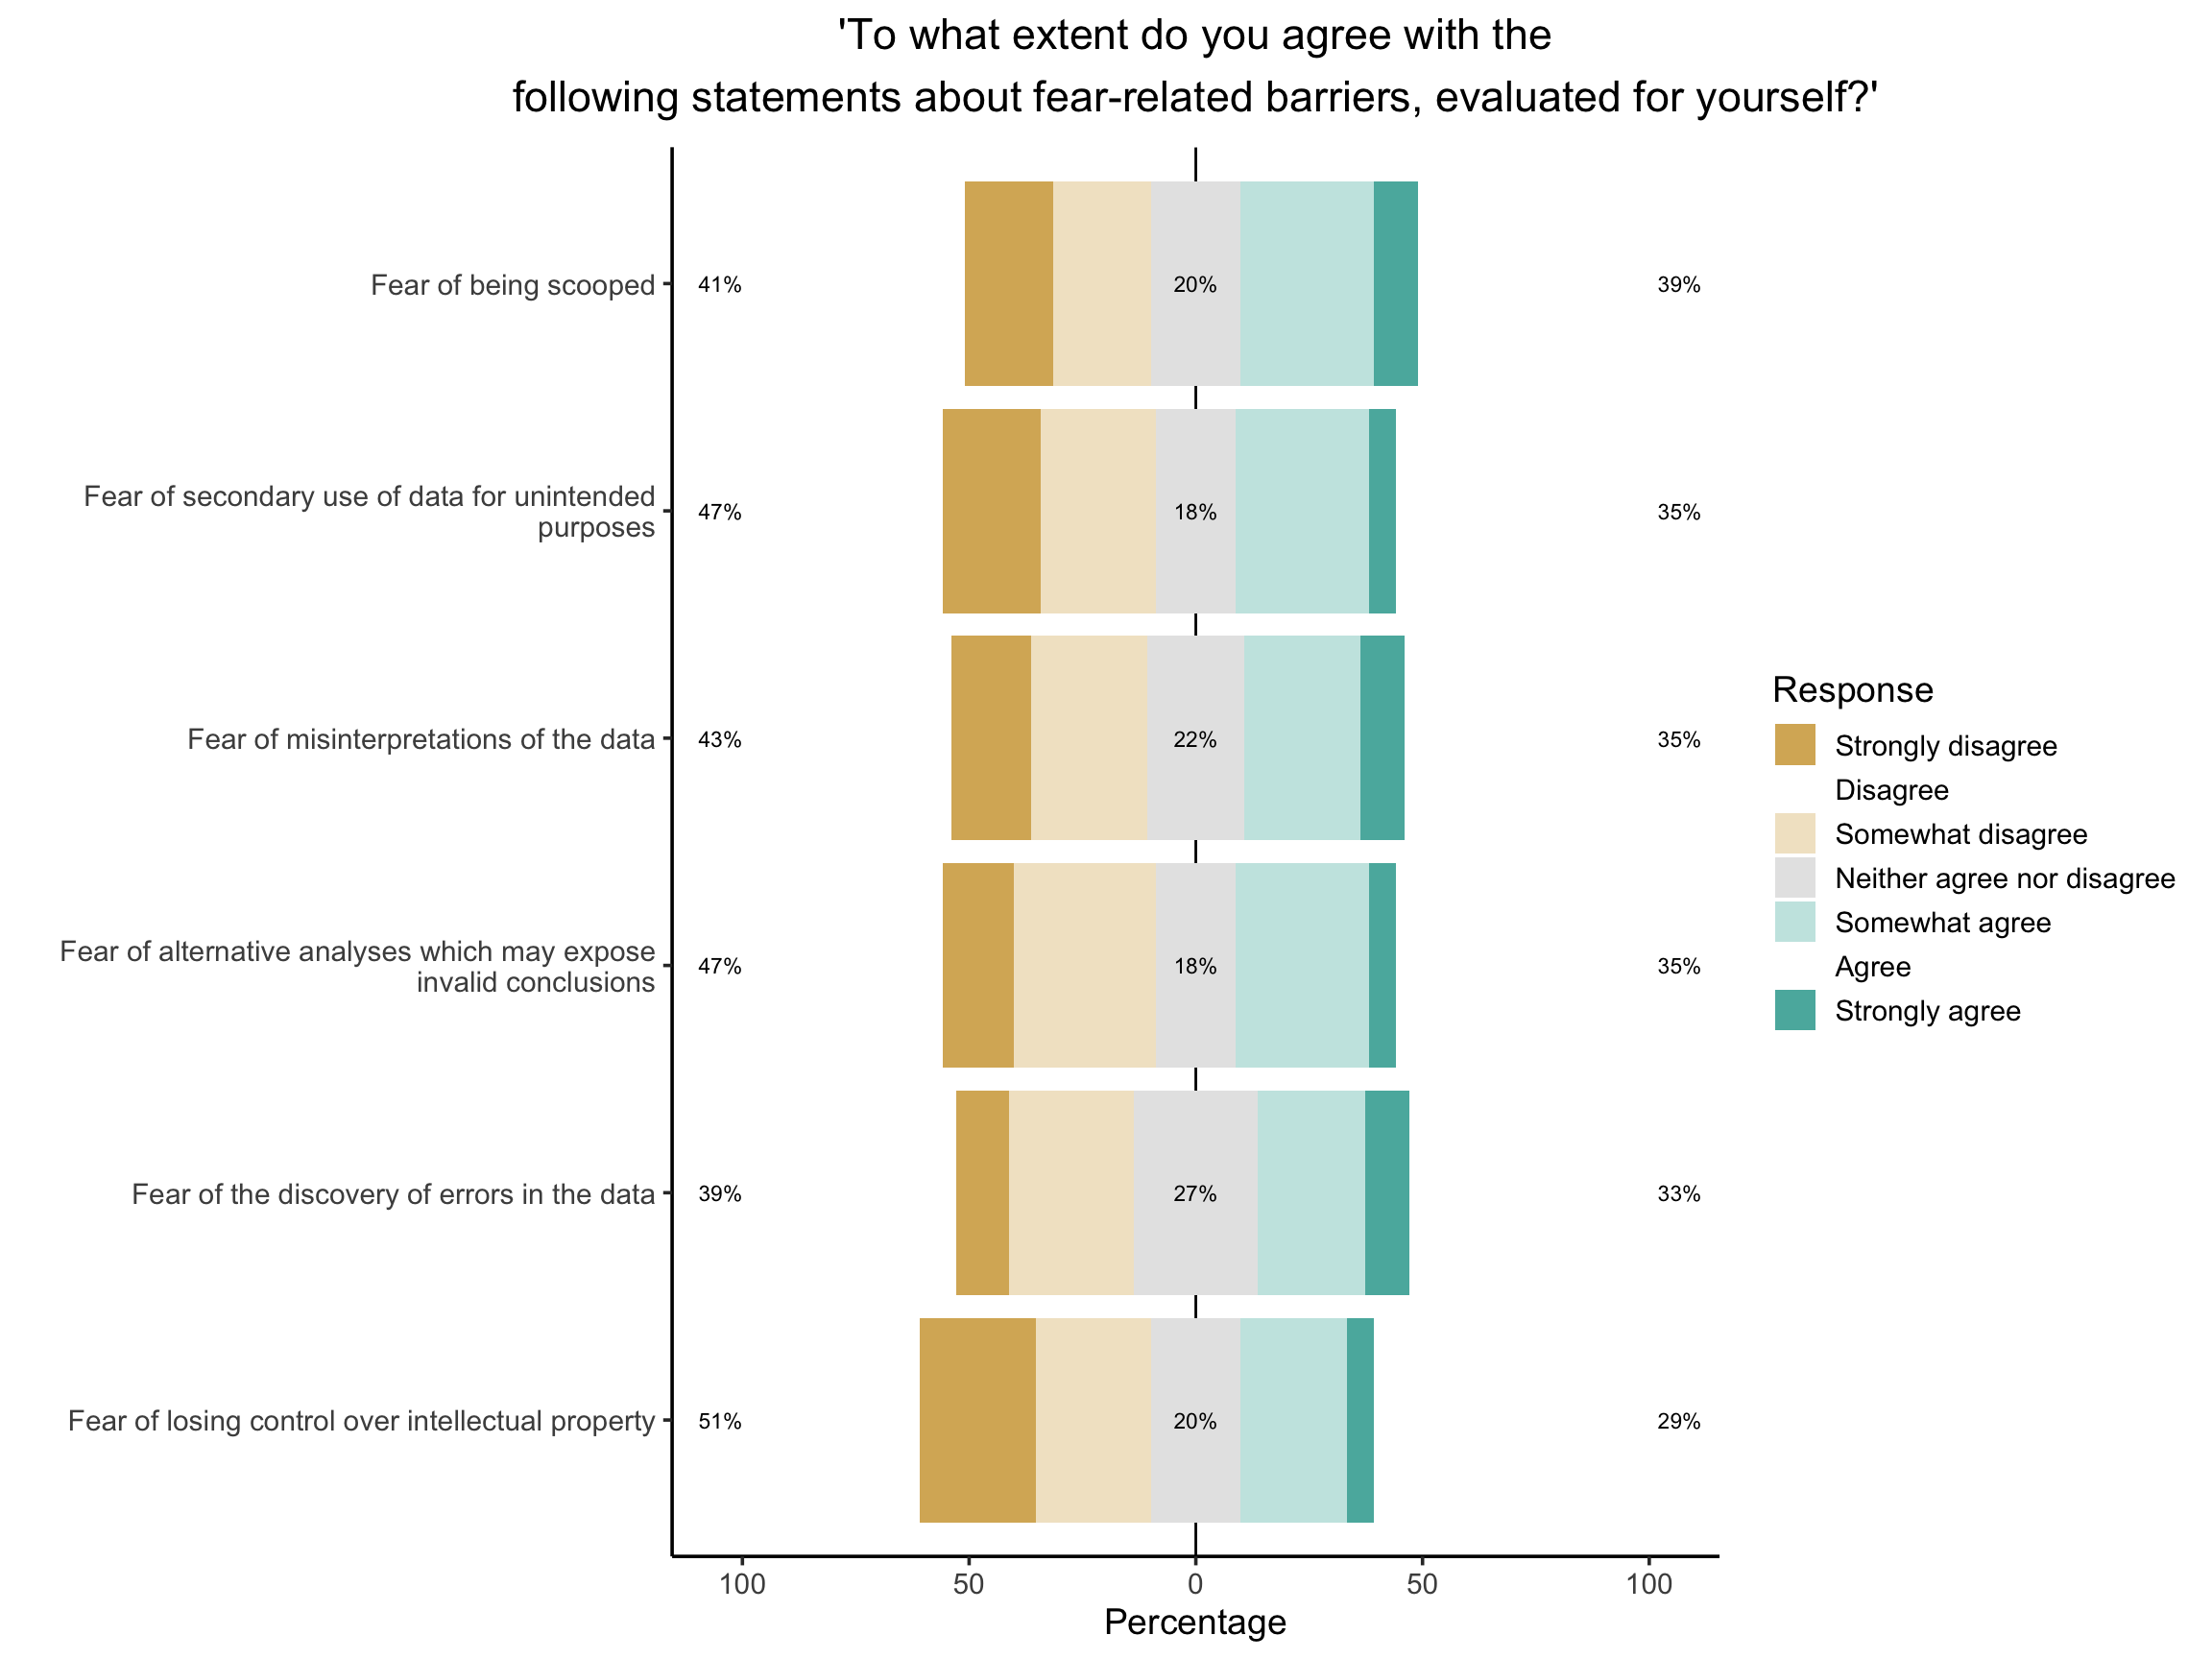 'To what extent do you agree with the
following statements about fear-related barriers, evaluated for yourself?'
Fear of being scooped
41%
20%
39%
Fear of secondary use of data for unintended
purposes
47%
18%
35%
Fear of misinterpretations of the data
43%
22%
35%
Fear of alternative analyses which may expose
invalid conclusions
47%
18%
35%
Fear of the discovery of errors in the data
39%
27%
33%
Fear of losing control over intellectual property
51%
20%
29%
100 50 0 50 100
Percentage
Response
Strongly disagree
Disagree
Somewhat disagree
Neither agree nor disagree
Somewhat agree
Agree
Strongly agree